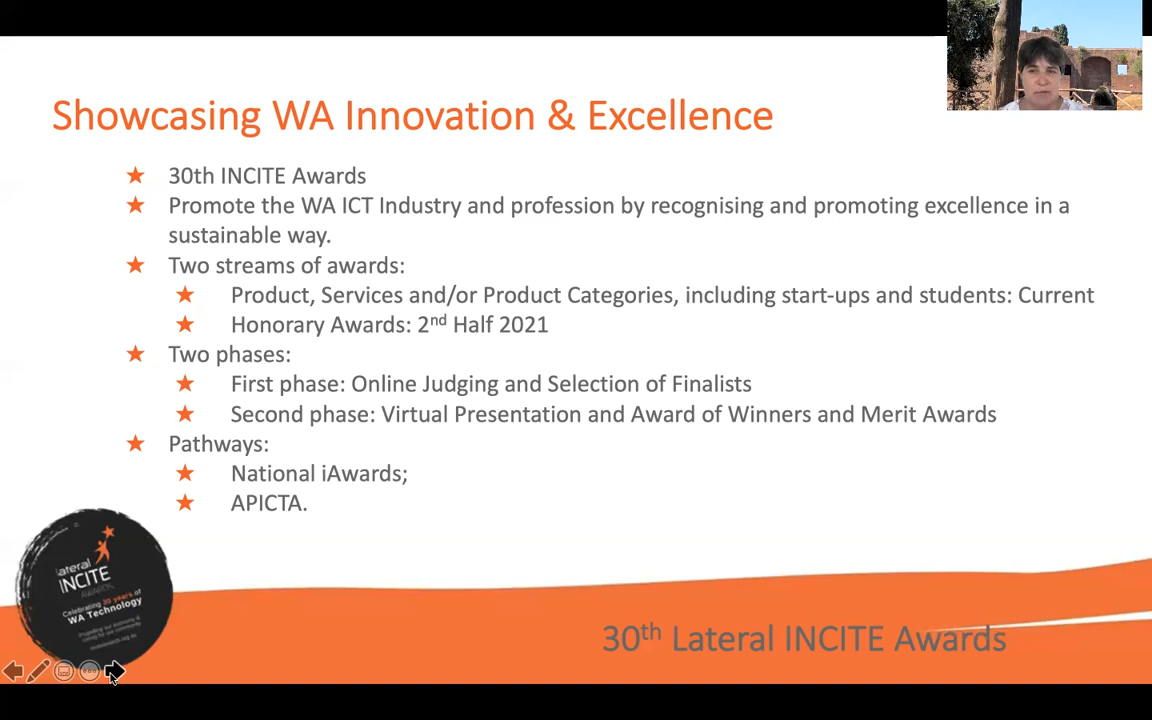 Showcasing WA Innovation & Excellence
30th INCITE Awards
Promote the WA ICT Industry and profession by recognising and promoting excellence in a
sustainable way.
Two streams of awards:
Product, Services and/or Product Categories, including start-ups and students: Current
Honorary Awards: 2nd Half 2021
Two phases:
First phase: Online Judging and Selection of Finalists
Second phase: Virtual Presentation and Award of Winners and Merit Awards
Pathways:
National iAwards;
APICTA.
Lateral
INCITE
AWARDS
Celebrating 30 years of
WA Technology
30th Lateral INCITE Awards